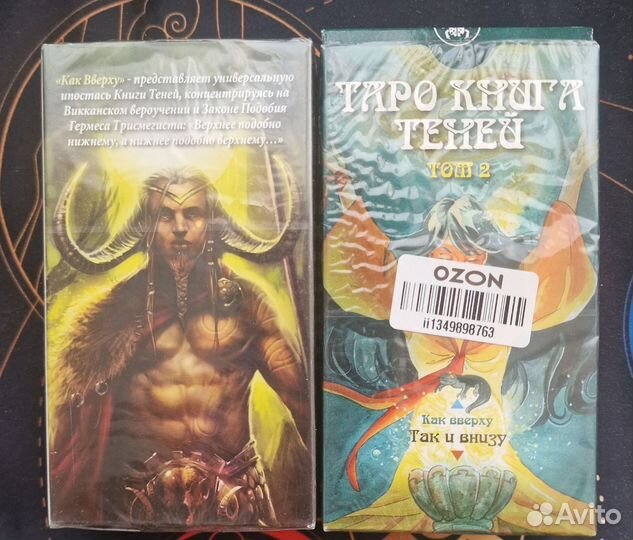 «Как Вверху» - представляет универсальную
ипостась Книги Теней, концентрируясь на
Викканском вероучении и Законе Подобия
Гермеса Трисмегиста: «Верхнее подобно
нижнему, а нижнее подобно верхнему…»
ТАРО КНИГА
ТЕНЕЙ
ТОМ 2
OZON
ii1349898763
Как вверху
Так и внизу
Avito